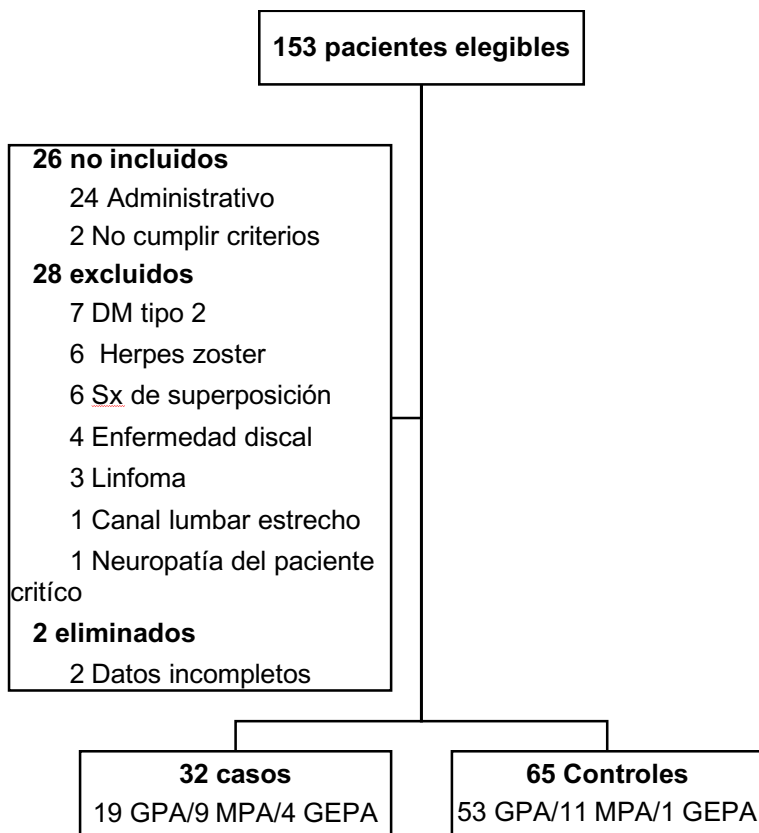 153 pacientes elegibles
26 no incluidos
24 Administrativo
2 No cumplir criterios
28 excluidos
7 DM tipo 2
6 Herpes zoster
6 Sx de superposición
4 Enfermedad discal
3 Linfoma
1 Canal lumbar estrecho
1 Neuropatía del paciente
critíco
2 eliminados
2 Datos incompletos
32 casos
19 GPA/9 MPA/4 GEPA
65 Controles
53 GPA/11 MPA/1 GEPA